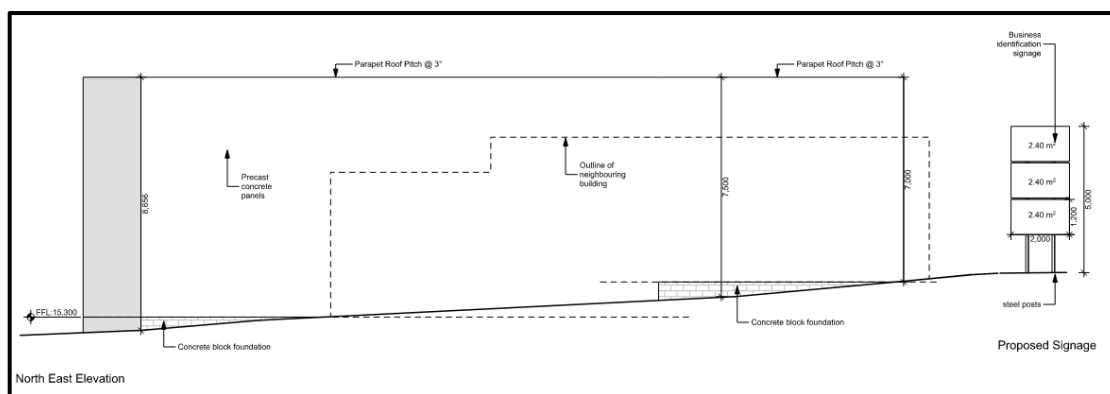 Business
identification
signage
Parapet Roof Pitch @ 3°
Parapet Roof Pitch @ 3°
2.40 m²
2.40 m²
2.40 m²
Precast
concrete
panels
Outline of
neighbouring
building
8,656
7,500
7,000
5,000
1,200
2,000
FFL:15,300
Concrete block foundation
Concrete block foundation
steel posts
Proposed Signage
North East Elevation